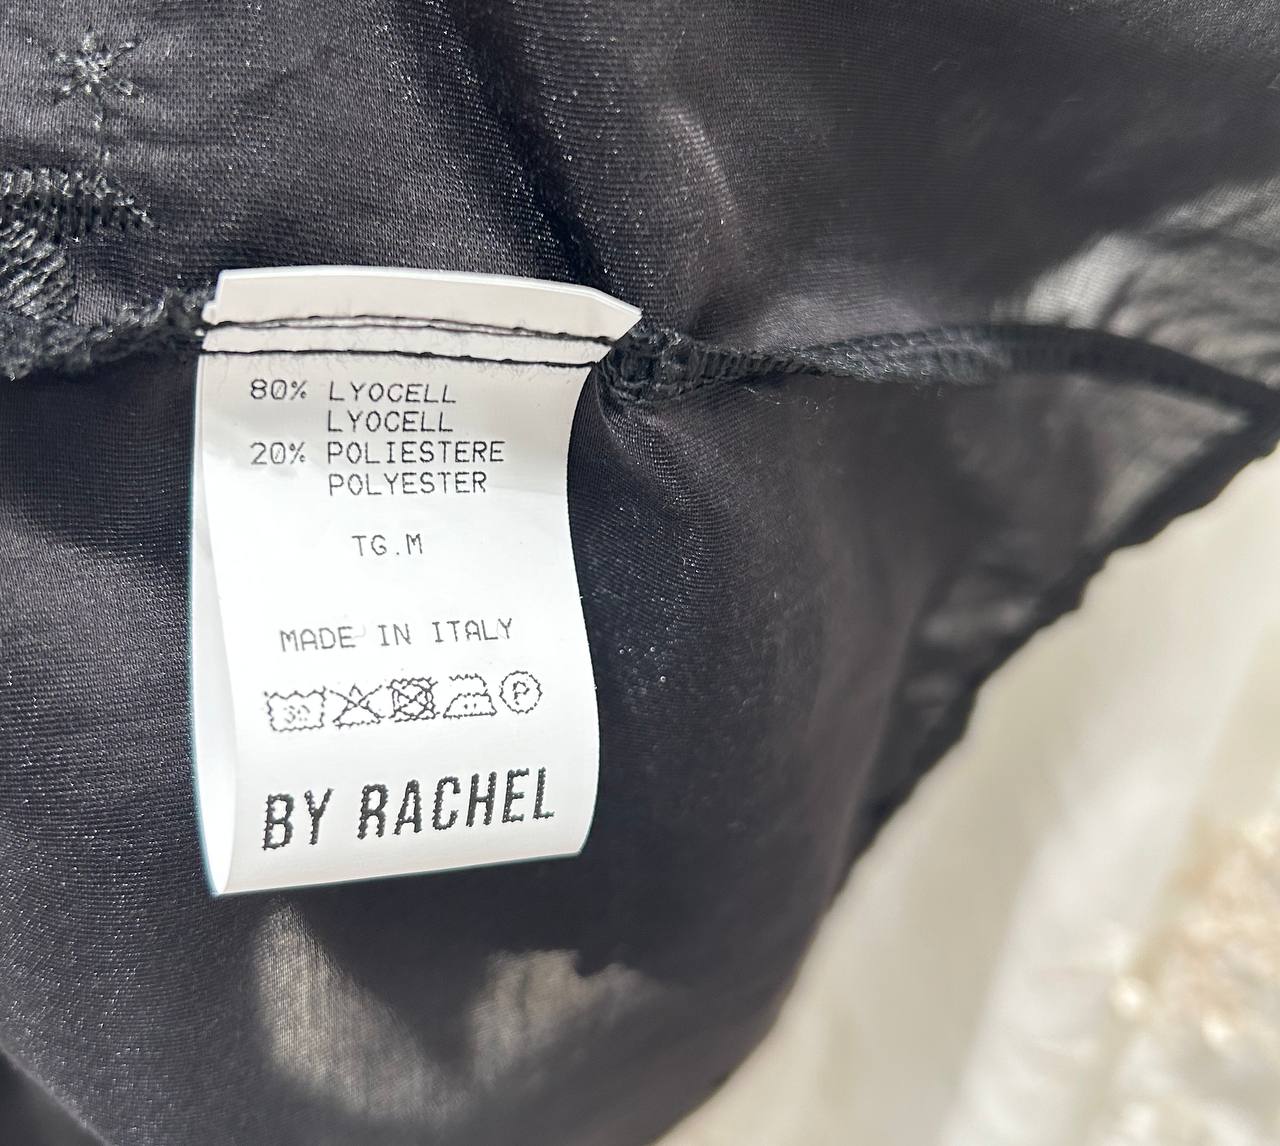 80% LYOCELL
LYOCELL
20% POLIESTERE
POLYESTER
TG.M
MADE IN ITALY
30 P
BY RACHEL